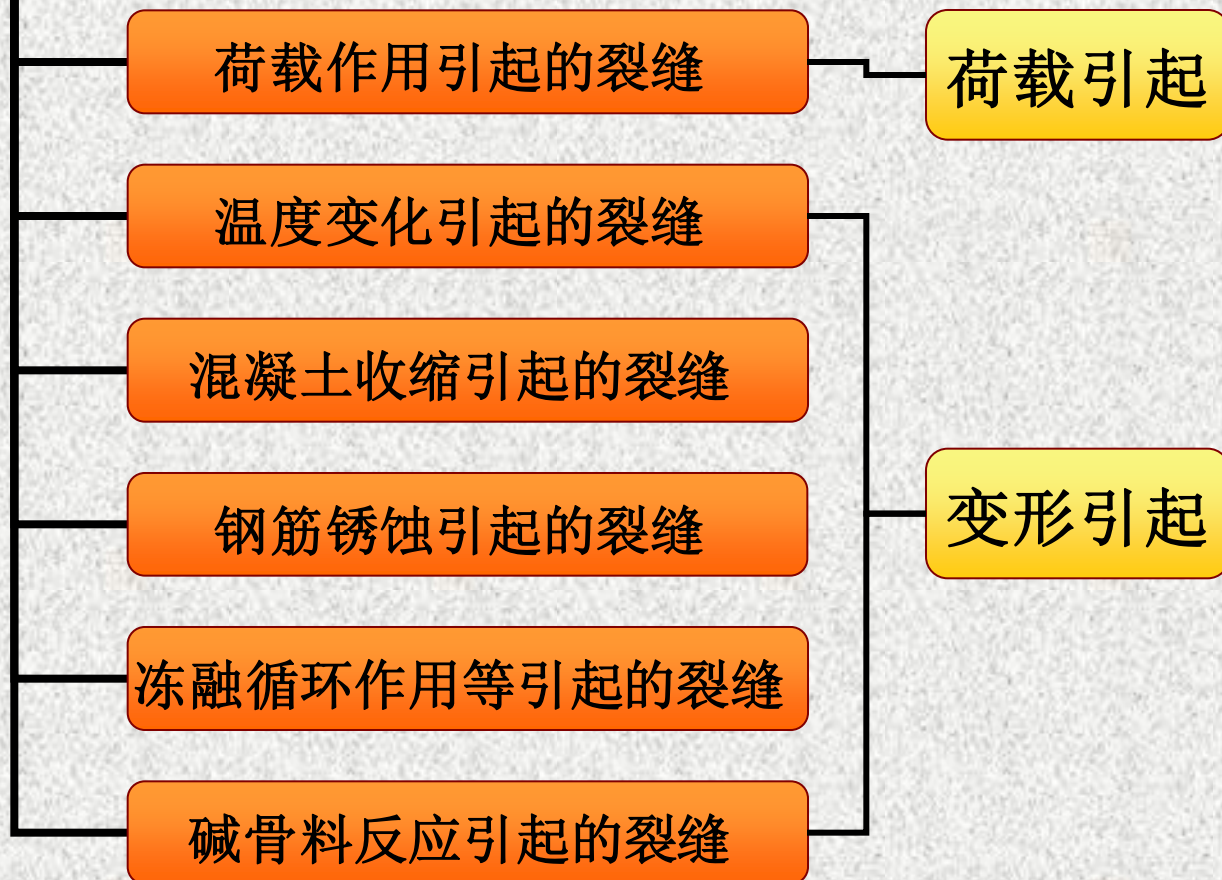 荷载作用引起的裂缝
荷载引起
温度变化引起的裂缝
混凝土收缩引起的裂缝
钢筋锈蚀引起的裂缝
变形引起
冻融循环作用等引起的裂缝
碱骨料反应引起的裂缝